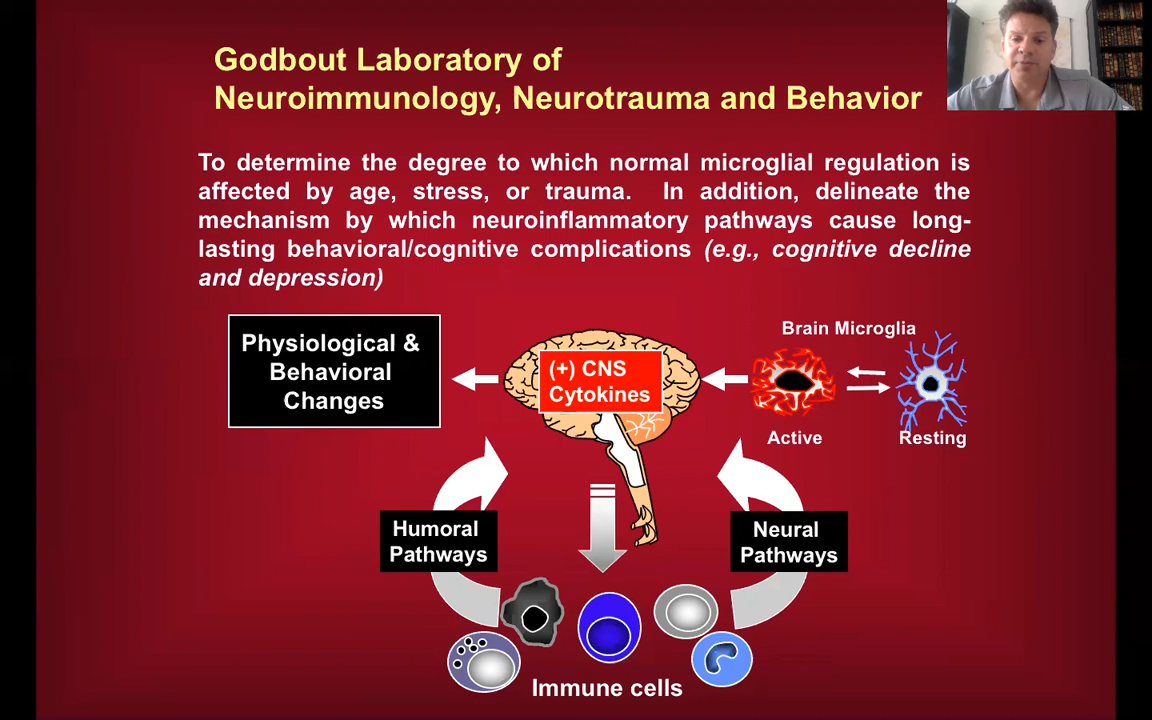 Godbout Laboratory of
Neuroimmunology, Neurotrauma and Behavior
To determine the degree to which normal microglial regulation is
affected by age, stress, or trauma. In addition, delineate the
mechanism by which neuroinflammatory pathways cause long-
lasting behavioral/cognitive complications (e.g., cognitive decline
and depression)
Brain Microglia
Physiological &
Behavioral
Changes
(+) CNS
Cytokines
Active
Resting
Humoral
Pathways
Neural
Pathways
Immune cells